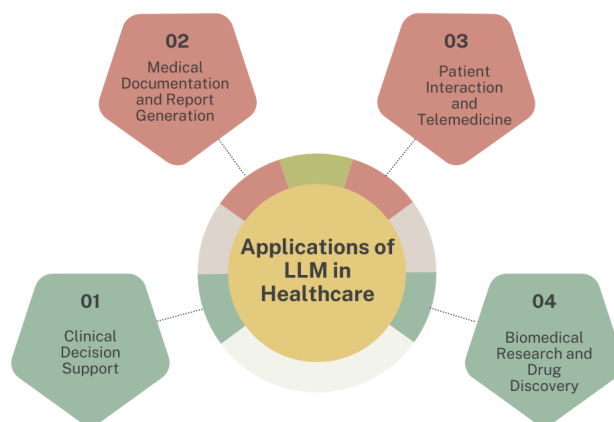 02
Medical
Documentation
and Report
Generation
03
Patient
Interaction
and
Telemedicine
Applications of
LLM in
Healthcare
01
Clinical
Decision
Support
04
Biomedical
Research and
Drug
Discovery